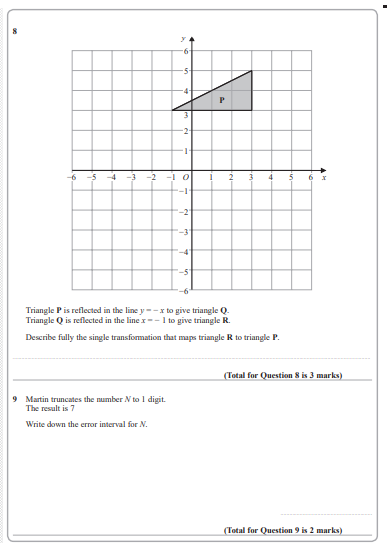 8
y
6
5
4
P
3
2
1
-6 -5 -4 -3 -2 -1 O 1 2 3 4 5 6 x
-1
-2
-3
-4
-5
-6
Triangle P is reflected in the line y = - x to give triangle Q.
Triangle Q is reflected in the line x = - 1 to give triangle R.
Describe fully the single transformation that maps triangle R to triangle P.
(Total for Question 8 is 3 marks)
9 Martin truncates the number N to 1 digit.
The result is 7
Write down the error interval for N.
(Total for Question 9 is 2 marks)